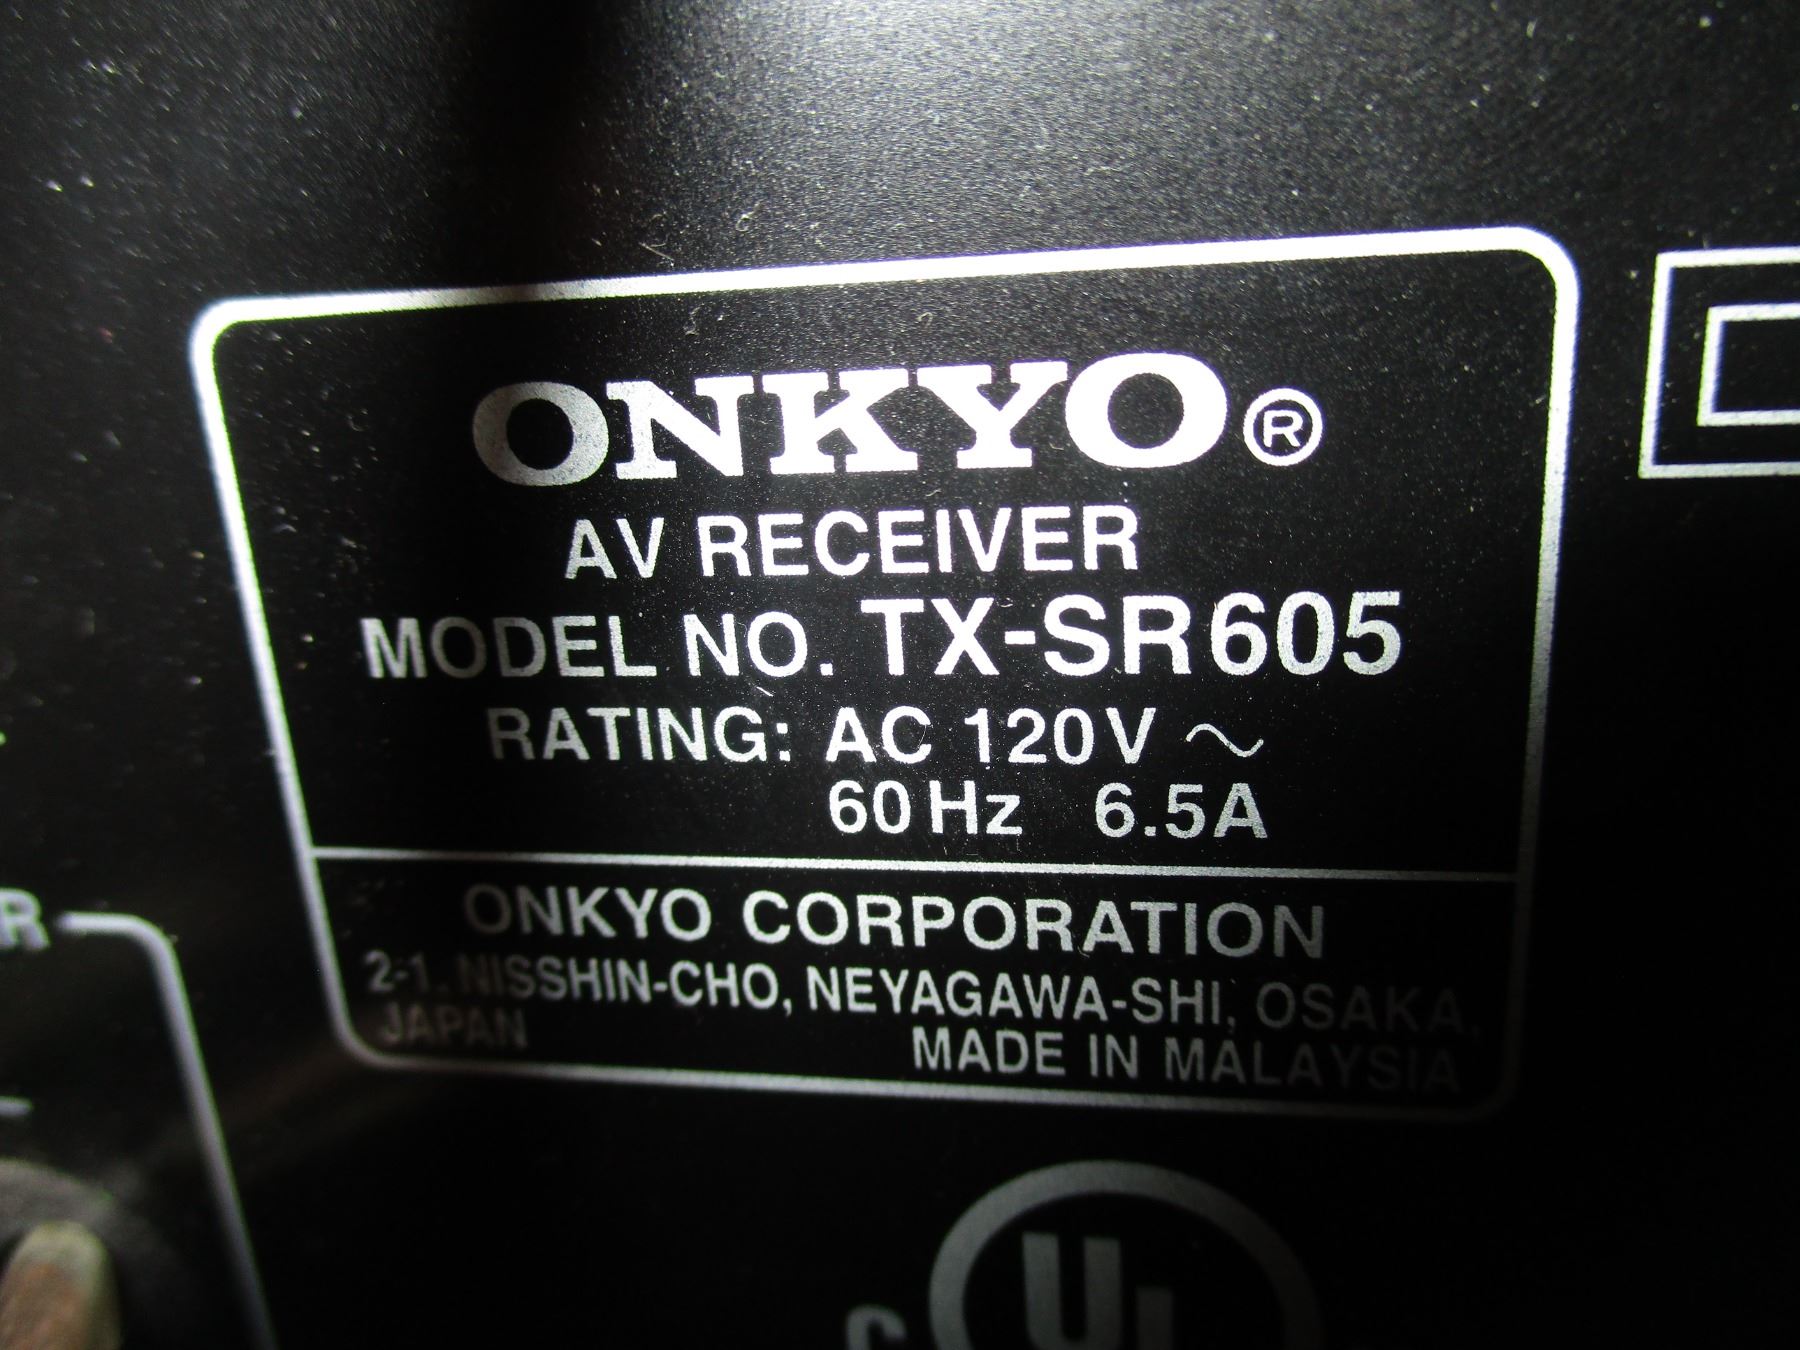 ONKYO®
AV RECEIVER
MODEL NO. TX-SR605
RATING: AC 120V ~
60Hz 6.5A
ONKYO CORPORATION
2-1, NISSHIN-CHO, NEYAGAWA-SHI, OSAKA,
JAPAN
MADE IN MALAYSIA
R
C UL